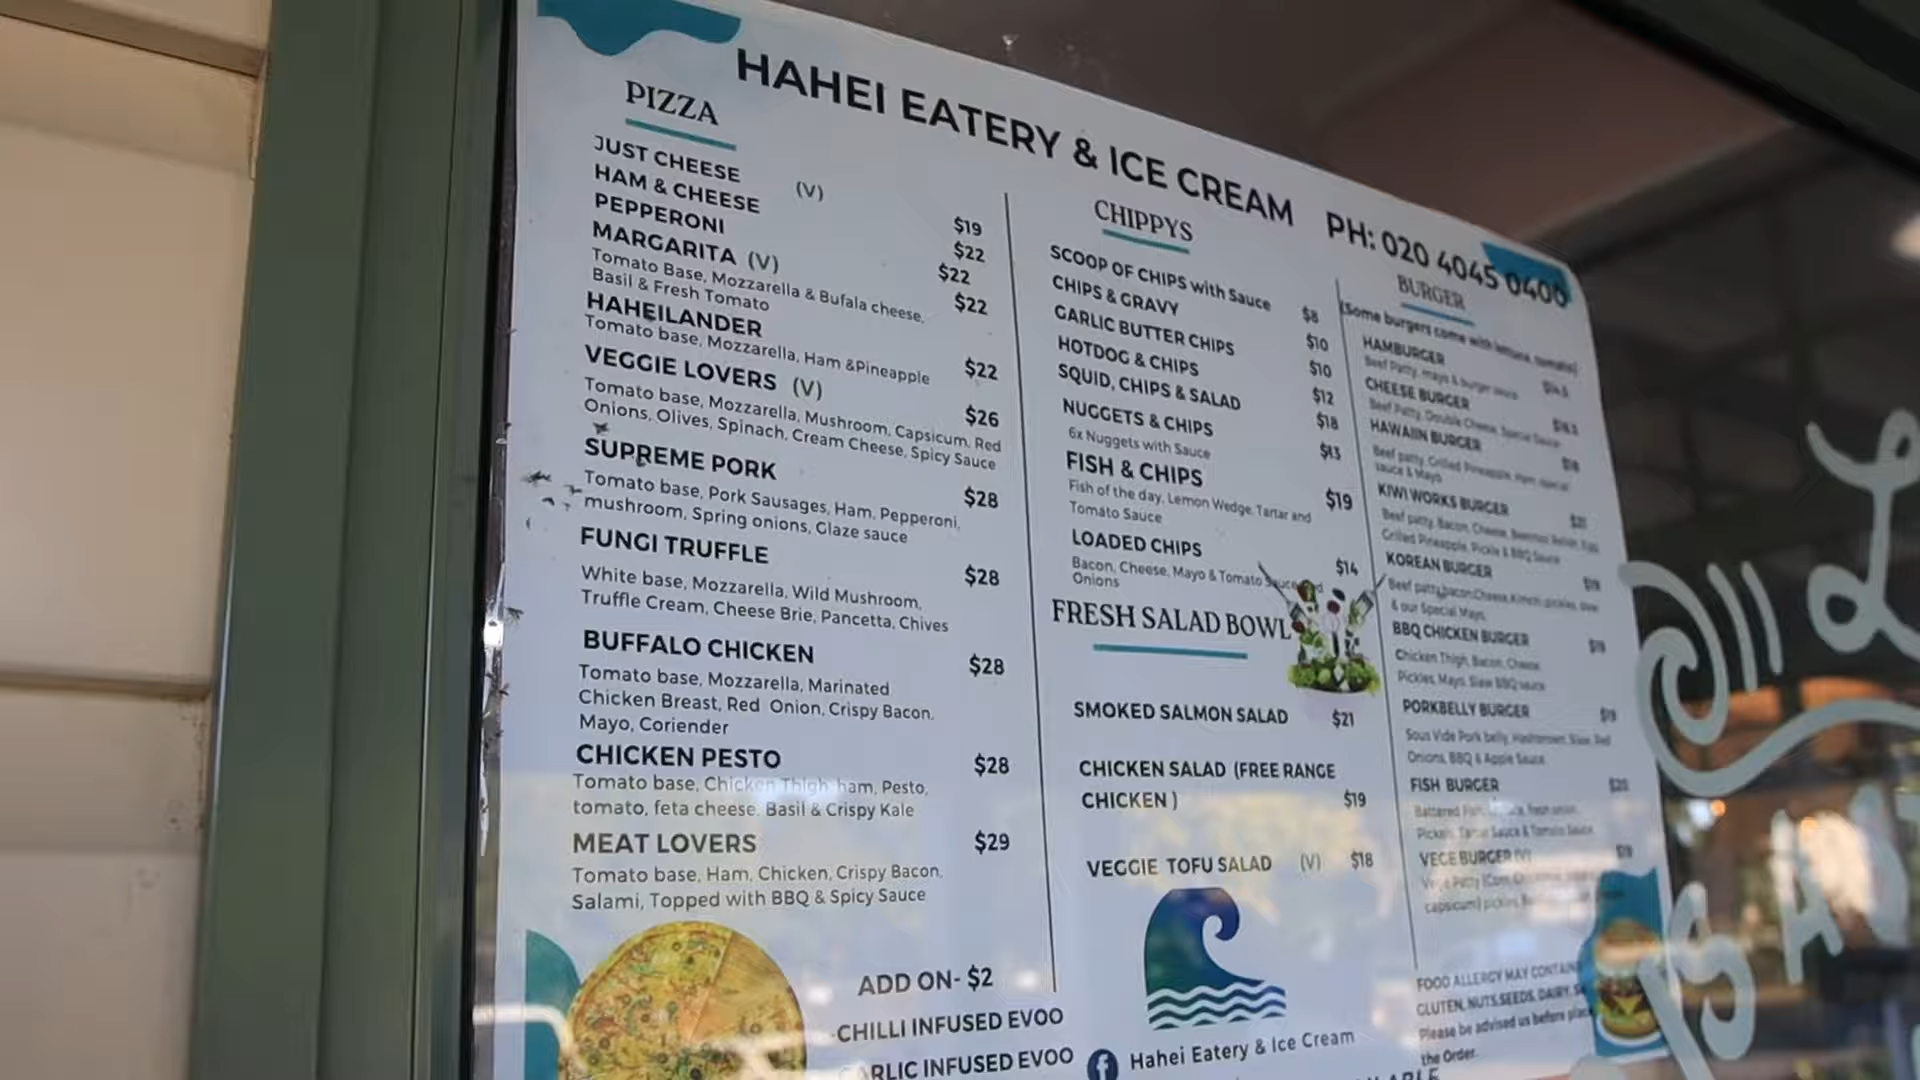 HAHEI EATERY & ICE CREAM PH: 020 4045 0400
PIZZA
JUST CHEESE (V) $19
HAM & CHEESE $22
PEPPERONI $22
MARGARITA (V) $22
Tomato Base, Mozzarella & Bufala cheese,
Basil & Fresh Tomato
HAHEILANDER $22
Tomato base, Mozzarella, Ham &Pineapple
VEGGIE LOVERS (V) $26
Tomato base, Mozzarella, Mushroom, Capsicum, Red
Onions, Olives, Spinach, Cream Cheese, Spicy Sauce
SUPREME PORK $28
Tomato base, Pork Sausages, Ham, Pepperoni,
mushroom, Spring onions, Glaze sauce
FUNGI TRUFFLE $28
White base, Mozzarella, Wild Mushroom,
Truffle Cream, Cheese Brie, Pancetta, Chives
BUFFALO CHICKEN $28
Tomato base, Mozzarella, Marinated
Chicken Breast, Red Onion, Crispy Bacon,
Mayo, Coriender
CHICKEN PESTO $28
Tomato base, Chicken Thigh ham, Pesto,
tomato, feta cheese, Basil & Crispy Kale
MEAT LOVERS $29
Tomato base, Ham, Chicken, Crispy Bacon,
Salami, Topped with BBQ & Spicy Sauce
ADD ON- $2
CHILLI INFUSED EVOO
INFUSED EVOO
CHIPPYS
SCOOP OF CHIPS with Sauce $8
CHIPS & GRAVY $10
GARLIC BUTTER CHIPS $10
HOTDOG & CHIPS $12
SQUID, CHIPS & SALAD $18
NUGGETS & CHIPS $13
6x Nuggets with Sauce
FISH & CHIPS $19
Fish of the day, Lemon Wedge, Tartar and
Tomato Sauce
LOADED CHIPS $14
Bacon, Cheese, Mayo & Tomato Sauce
Onions
FRESH SALAD BOWL
SMOKED SALMON SALAD $21
CHICKEN SALAD (FREE RANGE
CHICKEN ) $19
VEGGIE TOFU SALAD (V) $18
Hahei Eatery & Ice Cream
BURGER
(Some burgers come with lettuce, tomato)
HAMBURGER
Beef Patty, mayo & burger sauce
CHEESE BURGER
Beef Patty, Double Cheese, Special Sauce
HAWAIIN BURGER
Beef patty, Grilled Pineapple, Ham, special
sauce & Mayo
KIWI WORKS BURGER
Beef patty, Bacon, Cheese, Beetroot Relish, Egg,
Grilled Pineapple, Pickle & BBQ Sauce
KOREAN BURGER
Beef patty,bacon,Cheese,Kimchi,pickles, slaw
& our Special Mayo.
BBQ CHICKEN BURGER
Chicken Thigh, Bacon, Cheese
Pickles, Mayo, Slaw BBQ sauce
PORKBELLY BURGER
Sous Vide Pork belly, Slaw, Red
Onions, BBQ & Apple Sauce
FISH BURGER $20
Battared Fish, fresh onion,
Pickels, Tartar Sauce & Tomato Sauce
VEGE BURGER (V)
Vege Patty
capsicum) pickles
FOOD ALLERGY MAY CONTAIN
GLUTEN, NUTS,SEEDS, DAIRY,
Please be advised us before
the Order.